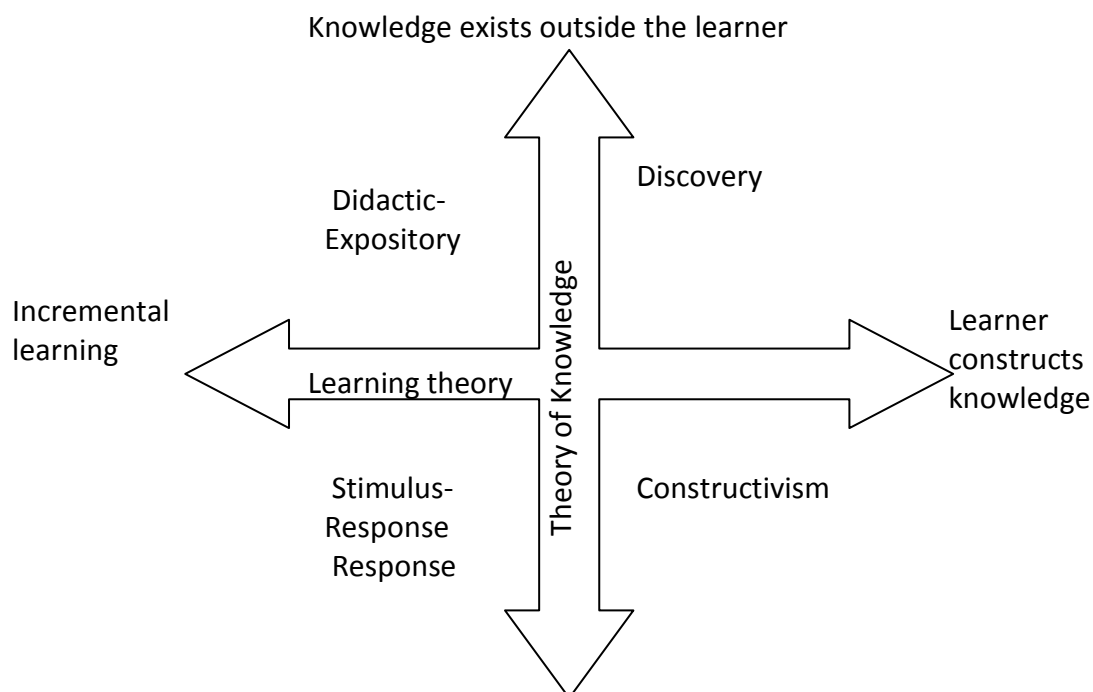 Knowledge exists outside the learner
Discovery
Didactic-
Expository
Incremental
learning
Learner
constructs
knowledge
Learning theory
Theory of Knowledge
Stimulus-
Response
Response
Constructivism